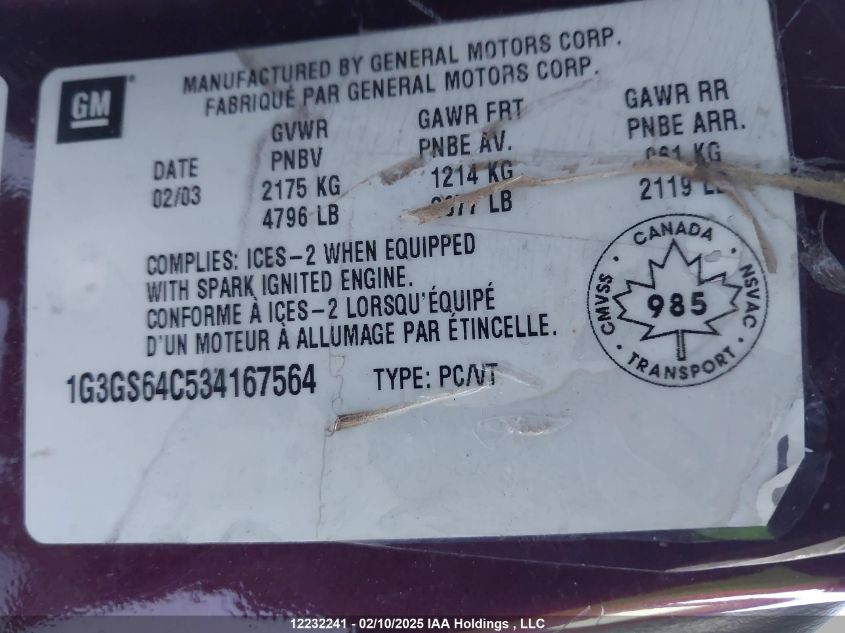 GM
MANUFACTURED BY GENERAL MOTORS CORP.
FABRIQUÉ PAR GENERAL MOTORS CORP.
DATE
02/03
GVWR
PNBV
2175 KG
4796 LB
GAWR FRT
PNBE AV.
1214 KG
LB
GAWR RR
PNBE ARR.
KG
2119
COMPLIES: ICES-2 WHEN EQUIPPED
WITH SPARK IGNITED ENGINE.
CONFORME À ICES-2 LORSQU'ÉQUIPÉ
D'UN MOTEUR À ALLUMAGE PAR ÉTINCELLE.
1G3GS64C534167564 TYPE: PC/VT
CANADA
CMVSS
985
NSVAC
TRANSPORT
12232241 - 02/10/2025 IAA Holdings , LLC